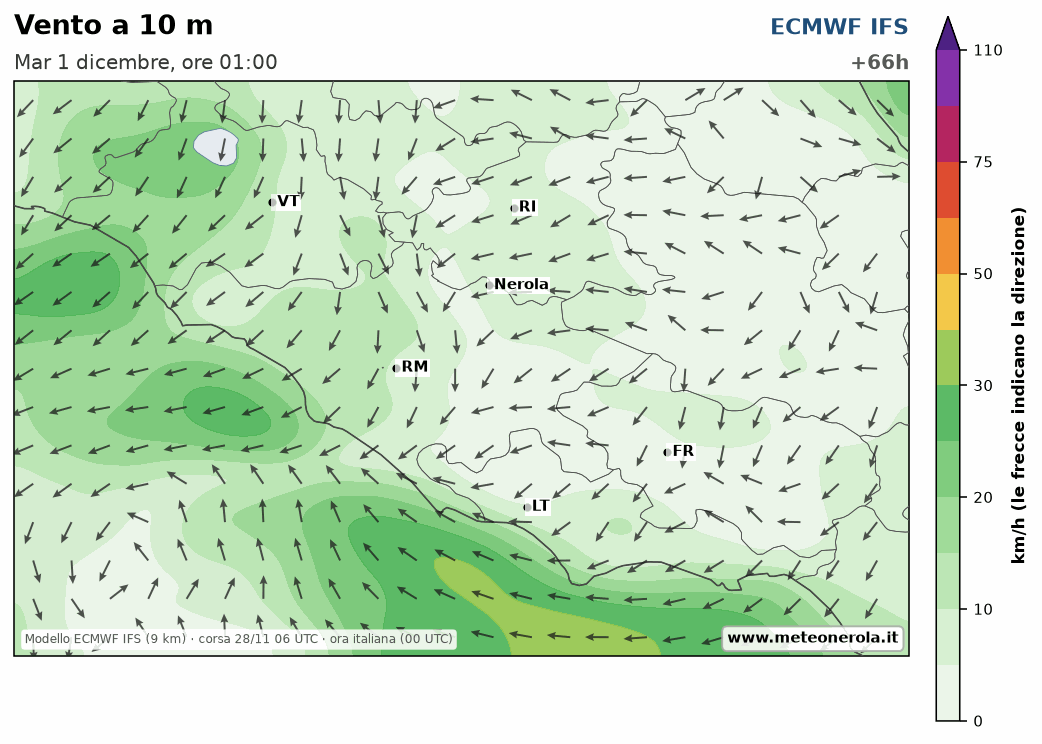 Vento a 10 m
ECMWF IFS
Mar 1 dicembre, ore 01:00
+66h
VT
RI
Nerola
RM
FR
LT
Modello ECMWF IFS (9 km) · corsa 28/11 06 UTC · ora italiana (00 UTC)
www.meteonerola.it
110
75
50
30
20
10
0
km/h (le frecce indicano la direzione)